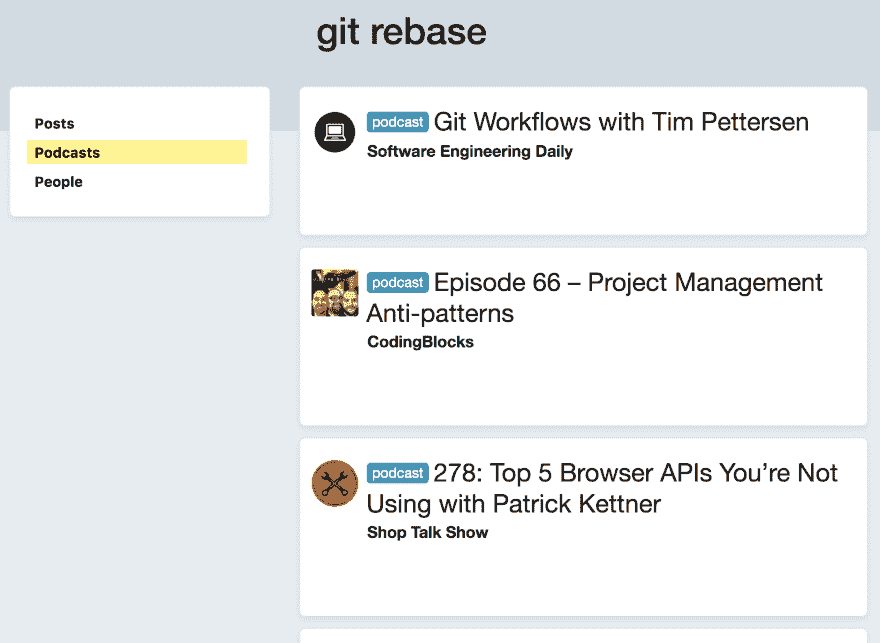 git rebase
Posts
Podcasts
People
podcast Git Workflows with Tim Pettersen
Software Engineering Daily
podcast Episode 66 – Project Management
Anti-patterns
CodingBlocks
podcast 278: Top 5 Browser APIs You’re Not
Using with Patrick Kettner
Shop Talk Show